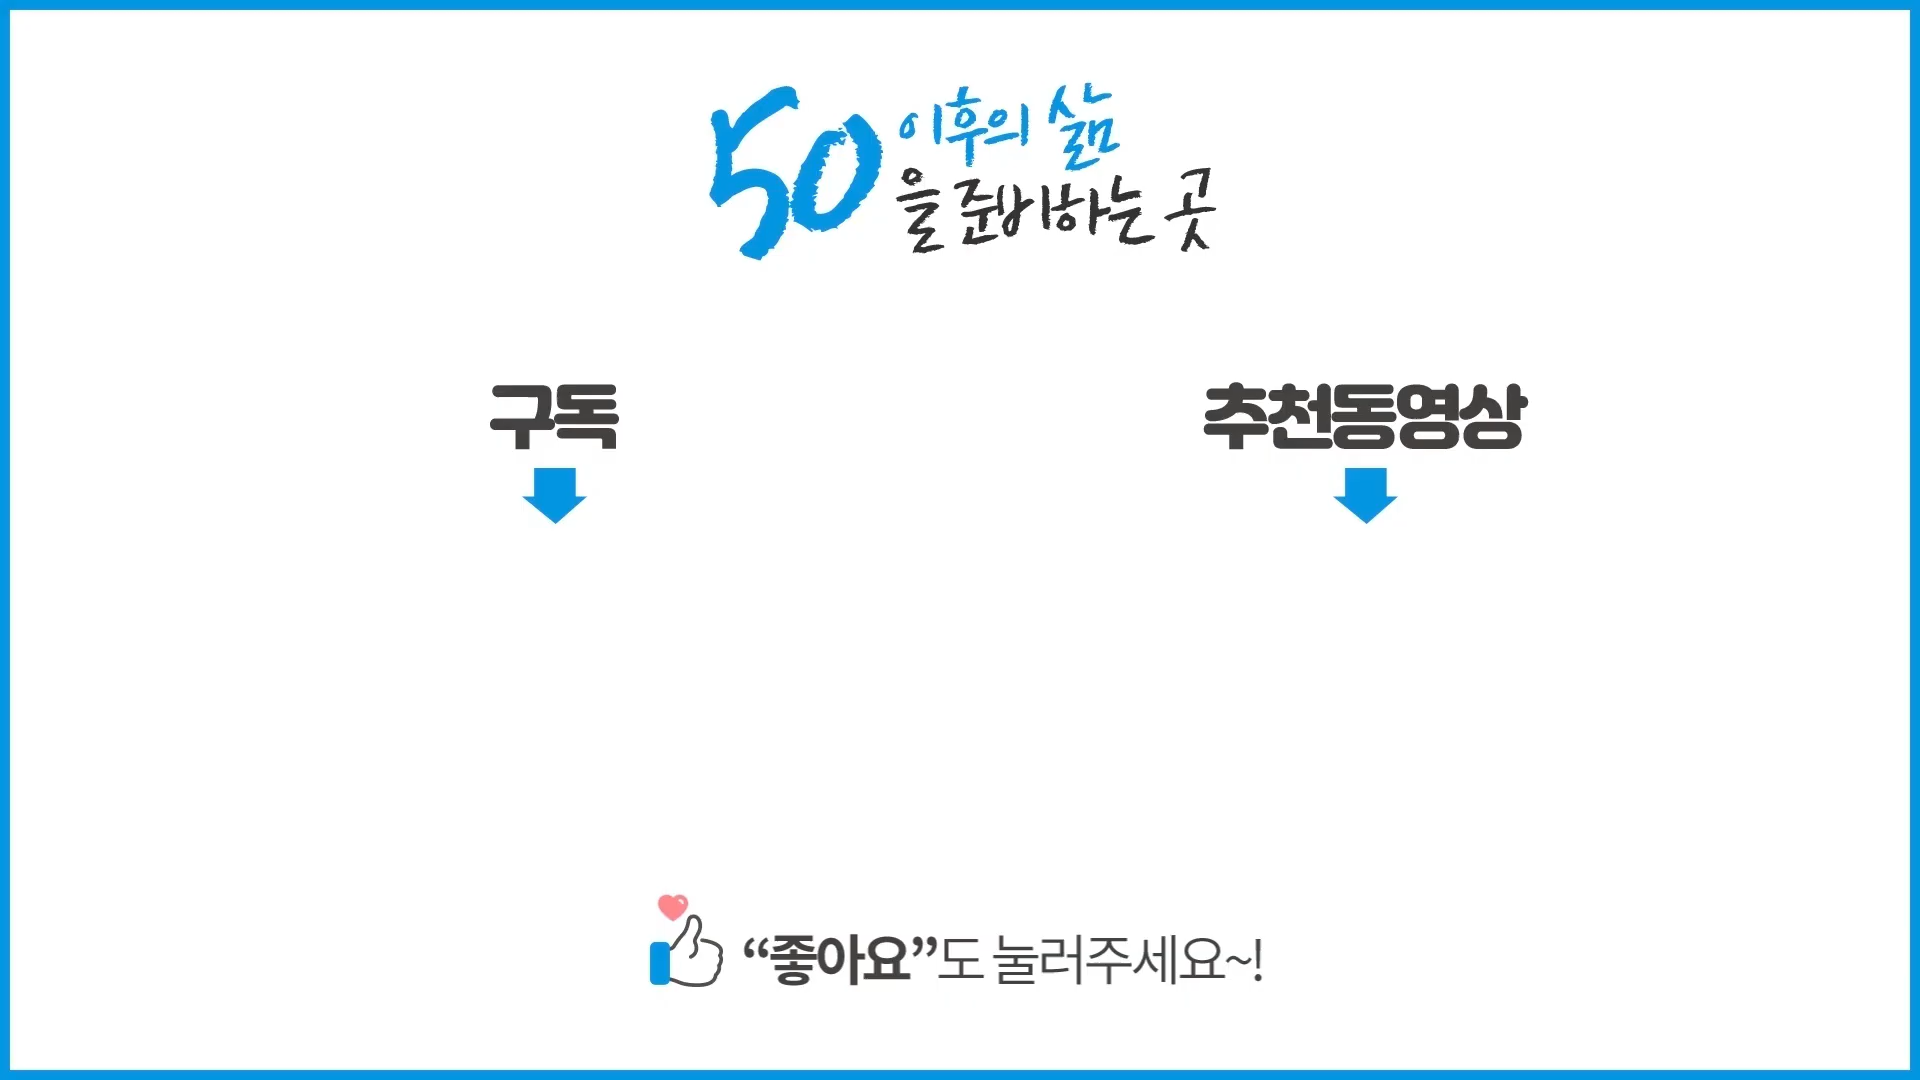 50 이후의 삶
을 준비하는 곳
구독
추천동영상
“좋아요”도 눌러주세요~!